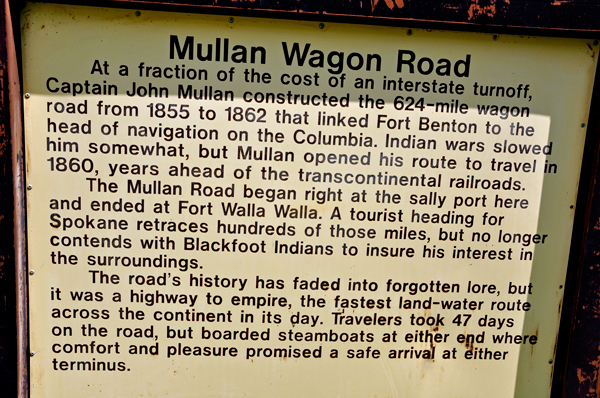 Mullan Wagon Road
At a fraction of the cost of an interstate turnoff,
Captain John Mullan constructed the 624-mile wagon
road from 1855 to 1862 that linked Fort Benton to the
head of navigation on the Columbia. Indian wars slowed
him somewhat, but Mullan opened his route to travel in
1860, years ahead of the transcontinental railroads.
The Mullan Road began right at the sally port here
and ended at Fort Walla Walla. A tourist heading for
Spokane retraces hundreds of those miles, but no longer
contends with Blackfoot Indians to insure his interest in
the surroundings.
The road's history has faded into forgotten lore, but
it was a highway to empire, the fastest land-water route
across the continent in its day. Travelers took 47 days
on the road, but boarded steamboats at either end where
comfort and pleasure promised a safe arrival at either
terminus.